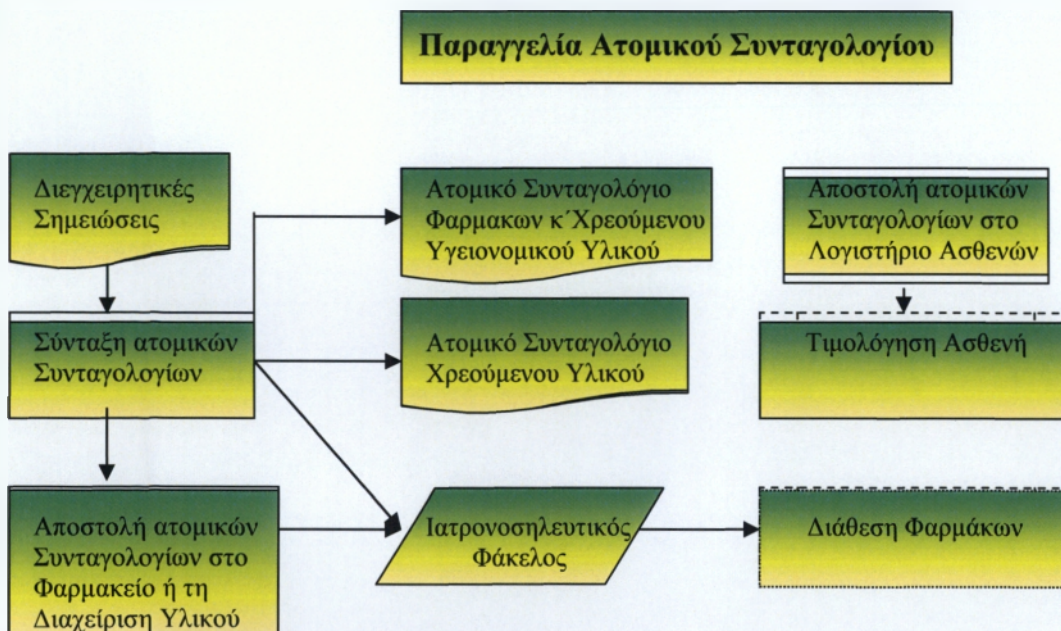 Παραγγελία Ατομικού Συνταγολογίου
Διεγχειρητικές
Σημειώσεις
Ατομικό Συνταγολόγιο
Φαρμακων κ΄Χρεούμενου
Υγειονομικού Υλικού
Αποστολή ατομικών
Συνταγολογίων στο
Λογιστήριο Ασθενών
Σύνταξη ατομικών
Συνταγολογίων
Ατομικό Συνταγολόγιο
Χρεούμενου Υλικού
Τιμολόγηση Ασθενή
Αποστολή ατομικών
Συνταγολογίων στο
Φαρμακείο ή τη
Διαχείριση Υλικού
Ιατρονοσηλευτικός
Φάκελος
Διάθεση Φαρμάκων